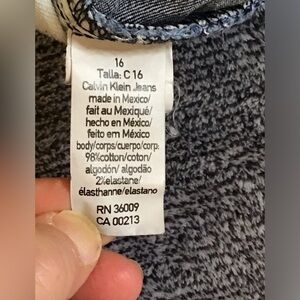 16
Talla: C 16
Calvin Klein Jeans
made in Mexico/
fait au Mexique/
hecho en México/
feito em México
body/corps/cuerpo/corp:
98%cotton/coton/
algodón/ algodão
2%elastane/
élasthanne/elastano
RN 36009
CA 00213